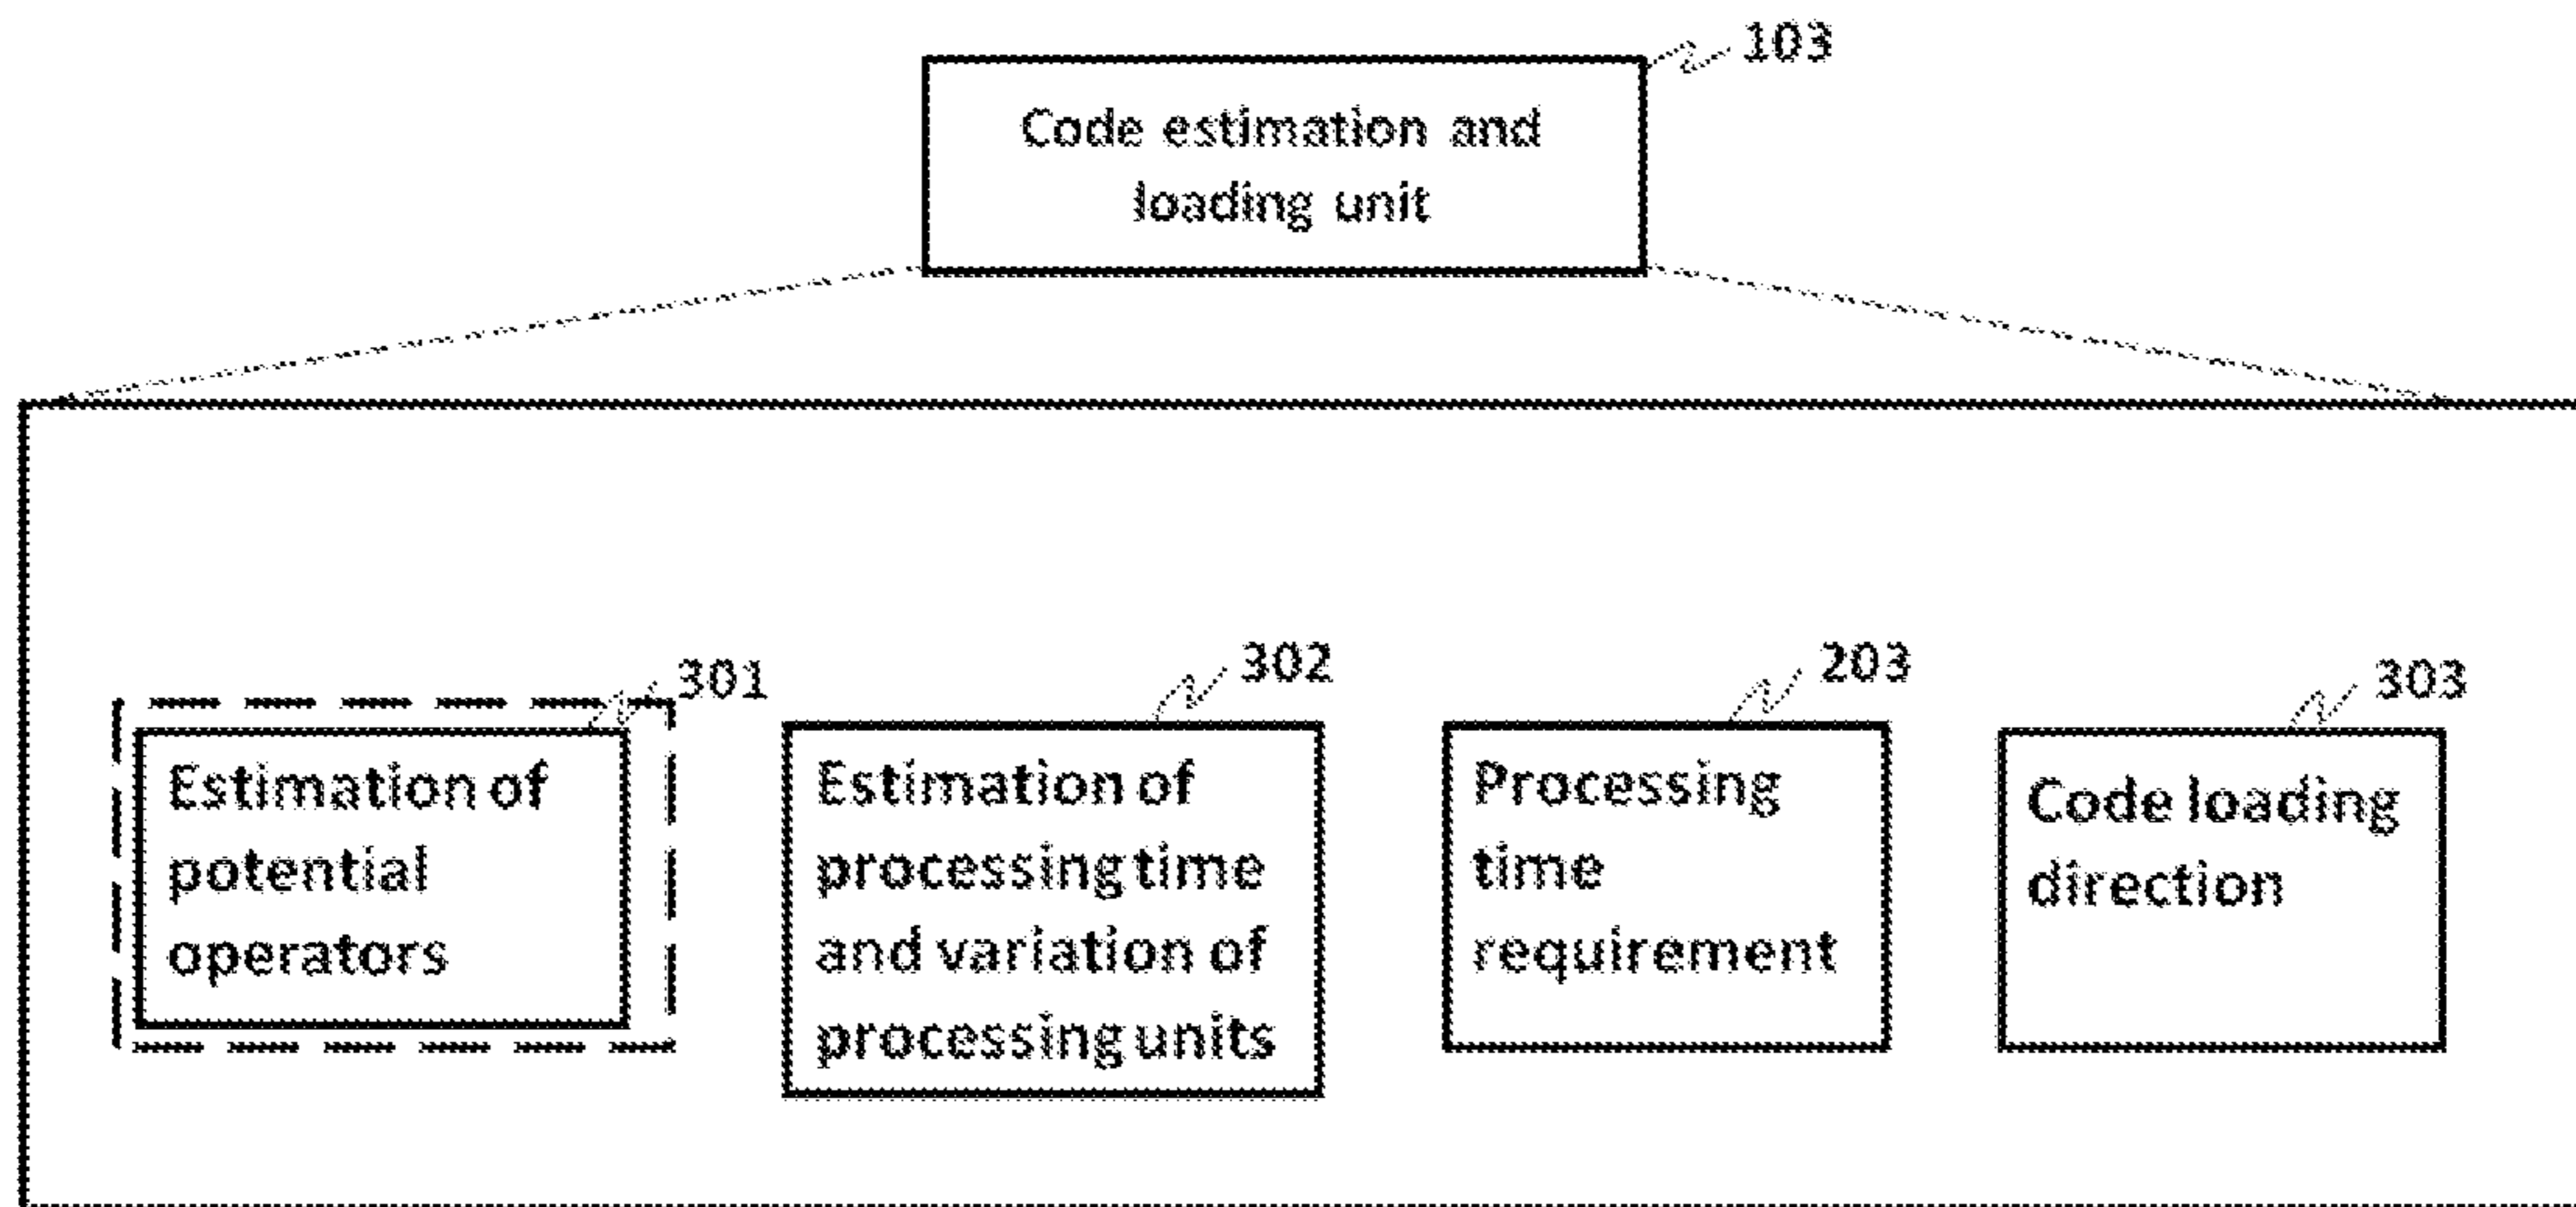 103
Code estimation and
loading unit
301
Estimation of
potential
operators
302
Estimation of
processing time
and variation of
processing units
203
Processing
time
requirement
303
Code loading
direction